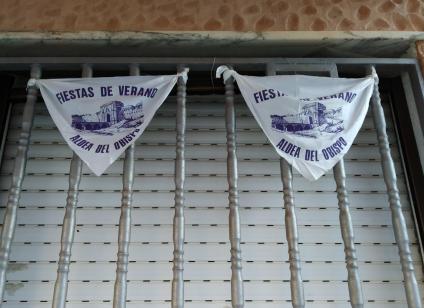 FIESTAS DE VERANO
ALDEA DEL OBISPO
FIESTAS DE VERANO
ALDEA DEL OBISPO